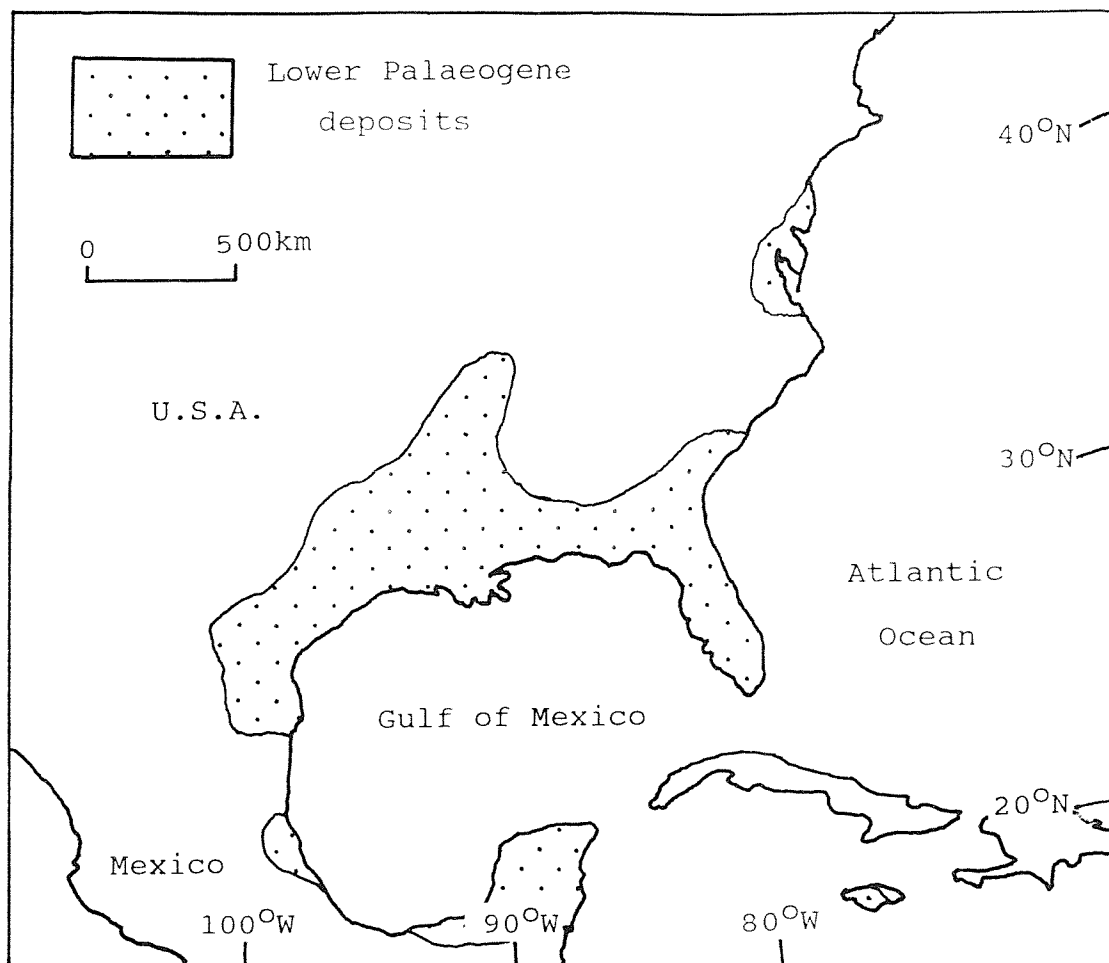 Lower Palaeogene
deposits
0 500km
40°N
U.S.A.
30°N
Atlantic
Ocean
Gulf of Mexico
20°N
Mexico
100°W 90°W 80°W